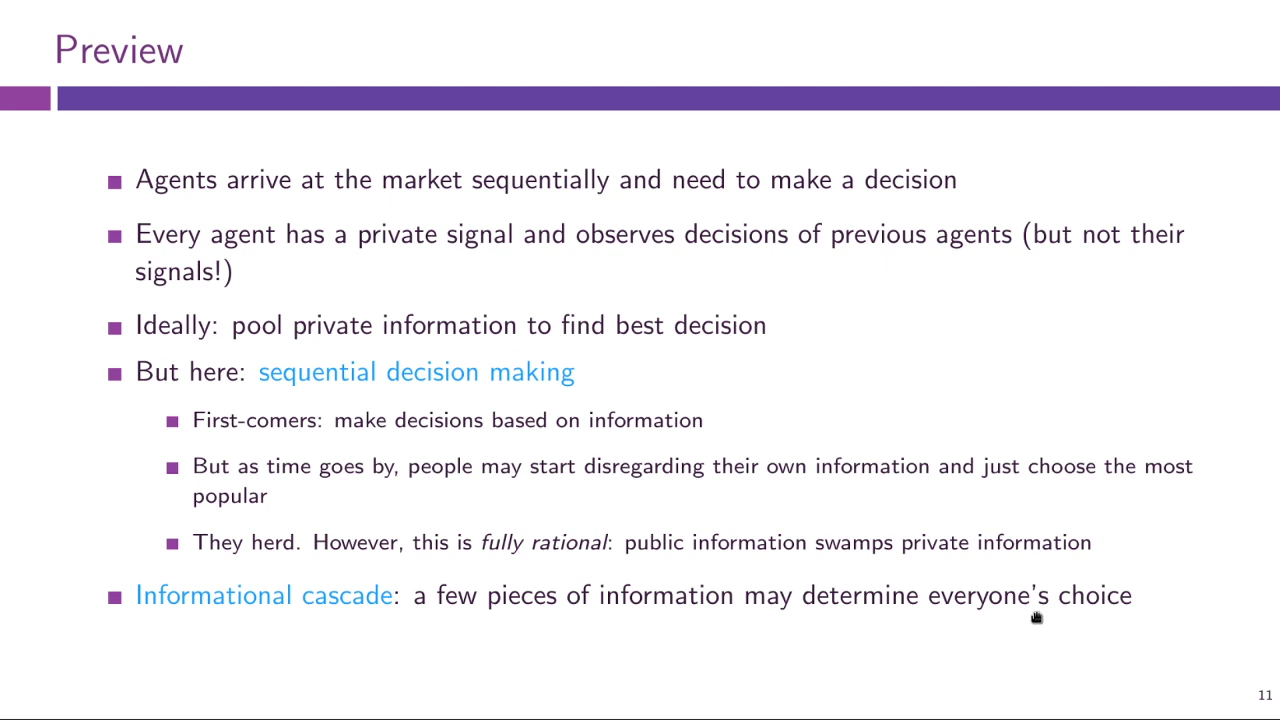 Preview
Agents arrive at the market sequentially and need to make a decision
Every agent has a private signal and observes decisions of previous agents (but not their
signals!)
Ideally: pool private information to find best decision
But here: sequential decision making
First-comers: make decisions based on information
But as time goes by, people may start disregarding their own information and just choose the most
popular
They herd. However, this is fully rational: public information swamps private information
Informational cascade: a few pieces of information may determine everyone's choice
11